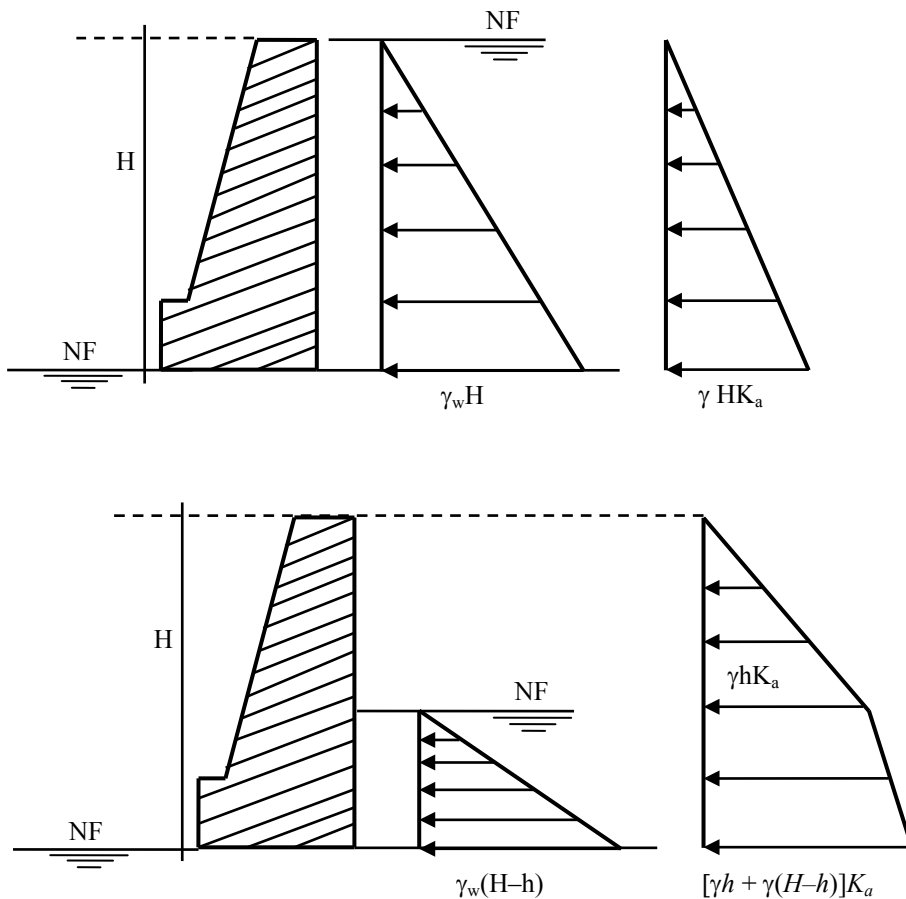 NF
H
NF
γwH
γ HKa
H
γhKa
NF
NF
γw(H–h)
[γh + γ(H–h)]Ka